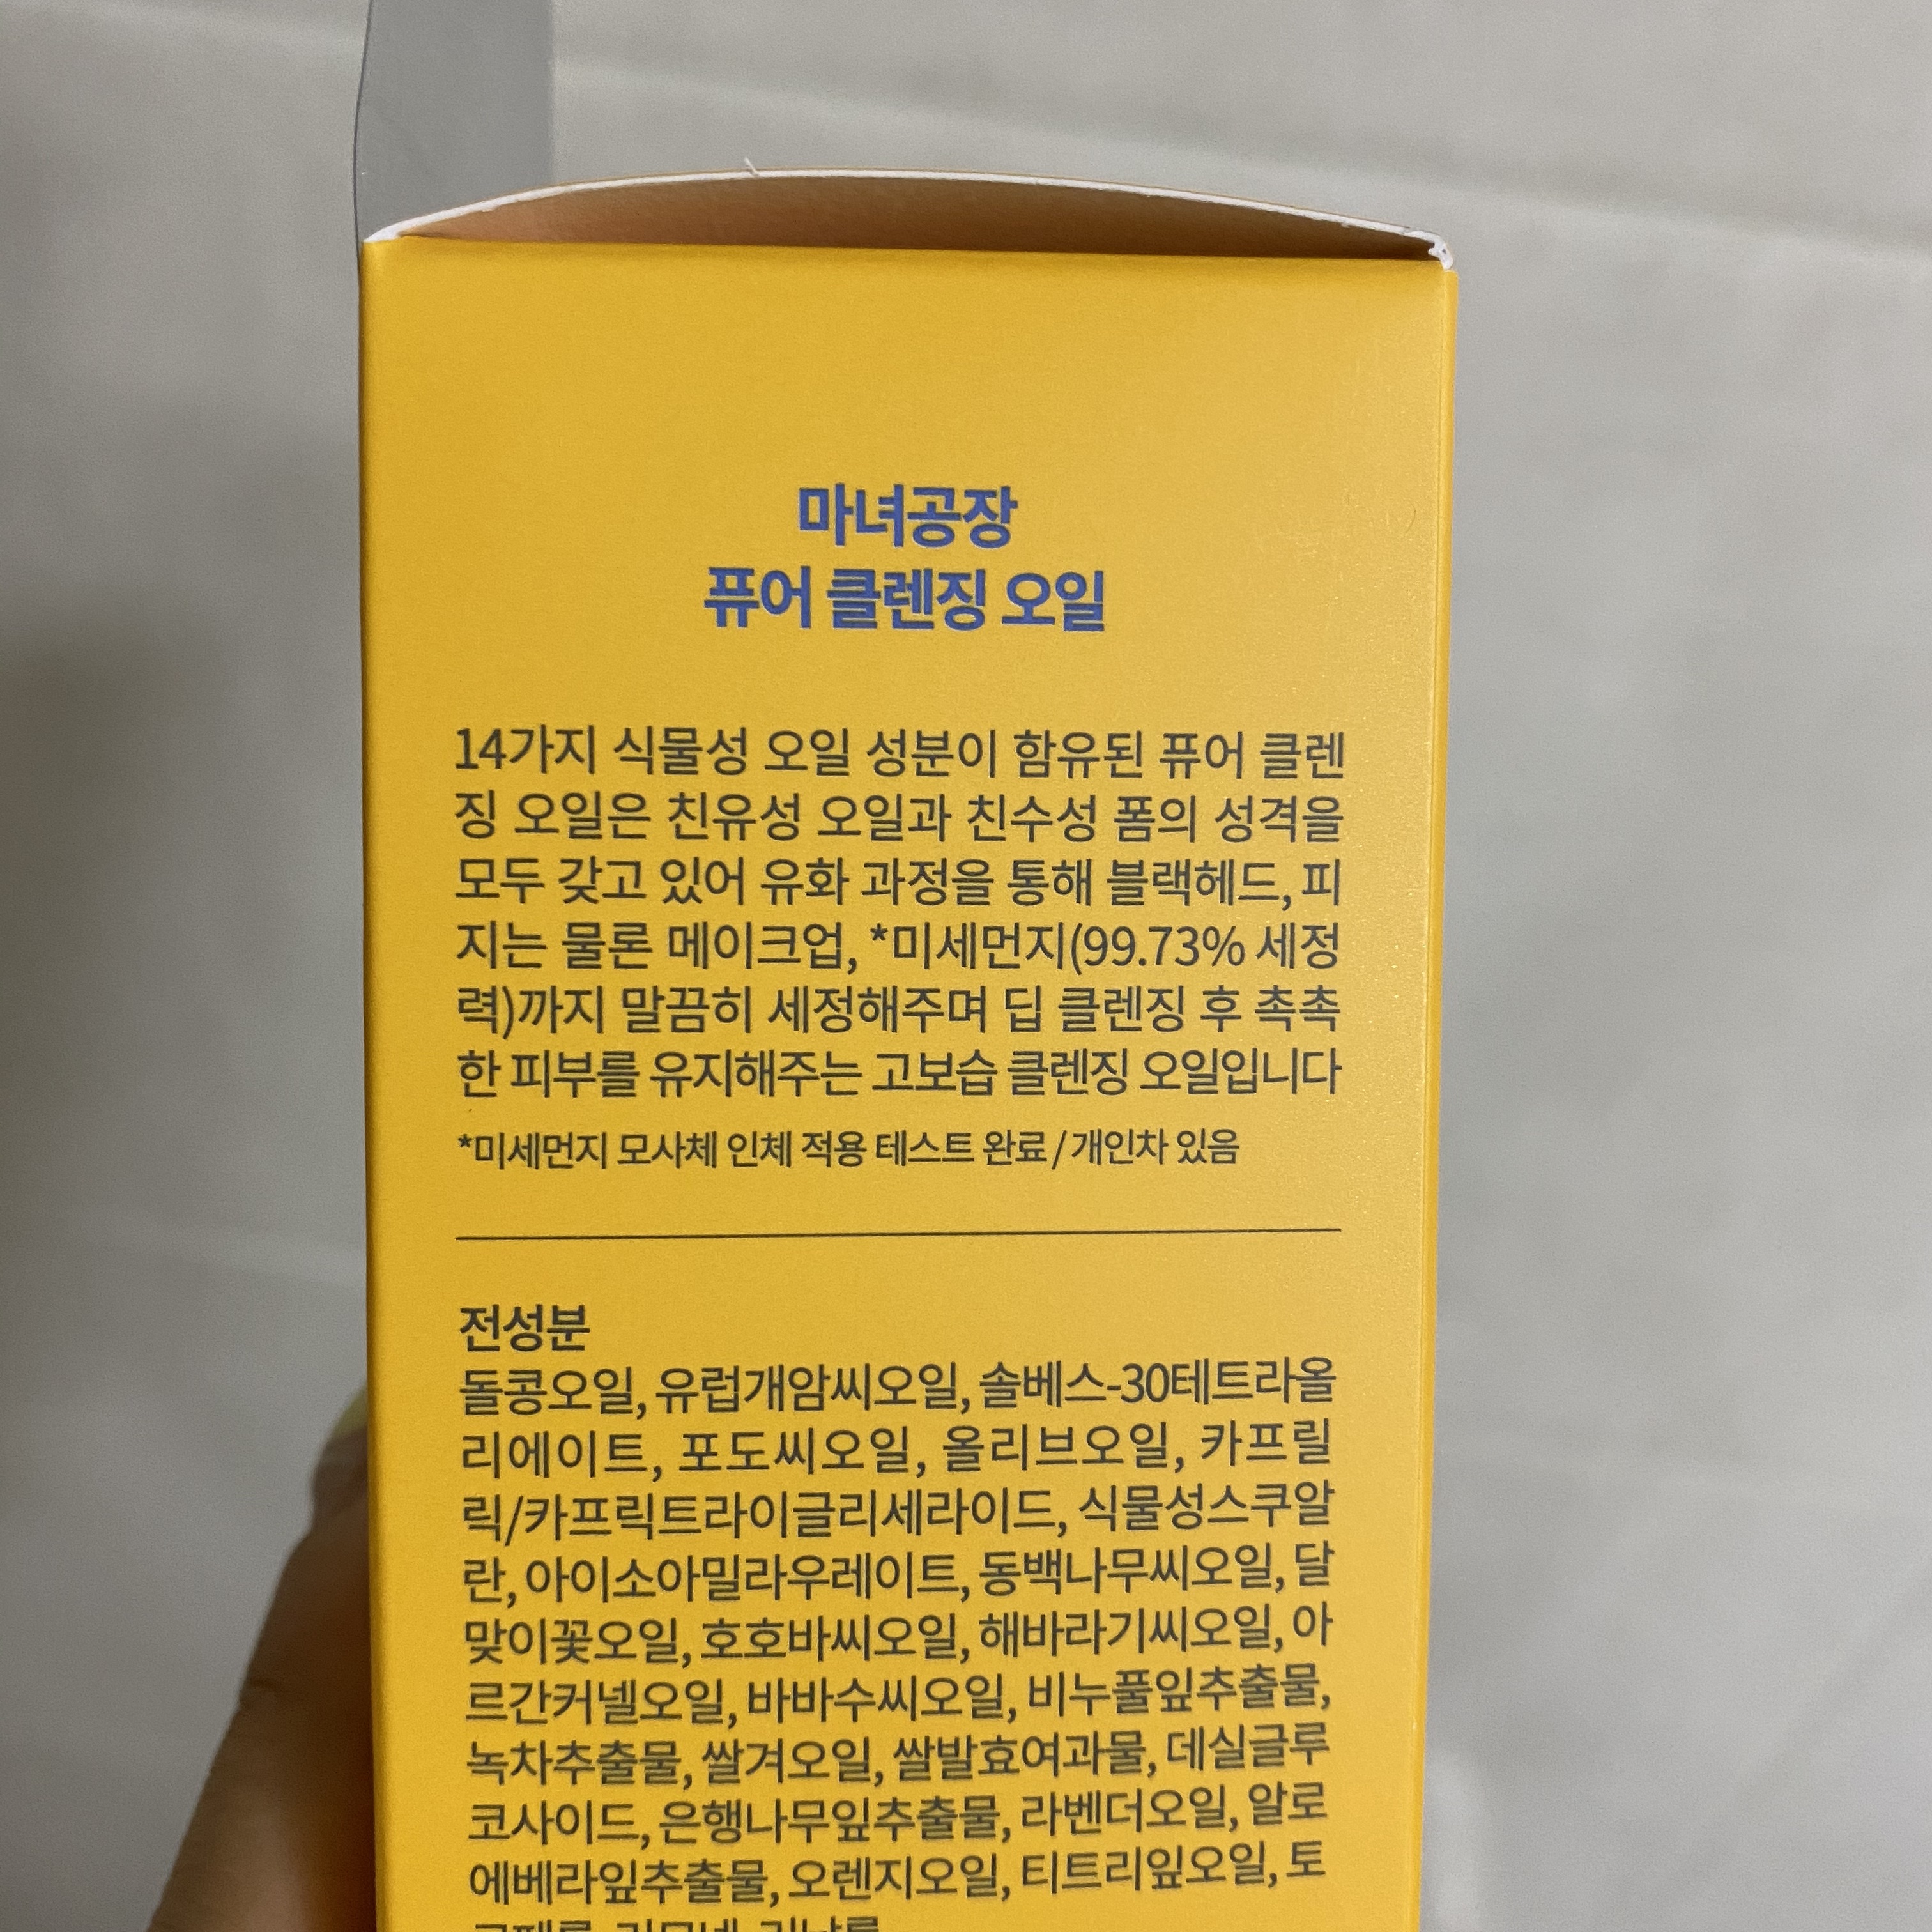 마녀공장
퓨어 클렌징 오일
14가지 식물성 오일 성분이 함유된 퓨어 클렌
징 오일은 친유성 오일과 친수성 폼의 성격을
모두 갖고 있어 유화 과정을 통해 블랙헤드, 피
지는 물론 메이크업, *미세먼지(99.73% 세정
력)까지 말끔히 세정해주며 딥 클렌징 후 촉촉
한 피부를 유지해주는 고보습 클렌징 오일입니다
*미세먼지 모사체 인체 적용 테스트 완료 / 개인차 있음
전성분
돌콩오일, 유럽개암씨오일, 솔베스-30테트라올
리에이트, 포도씨오일, 올리브오일, 카프릴
릭/카프릭트라이글리세라이드, 식물성스쿠알
란, 아이소아밀라우레이트, 동백나무씨오일, 달
맞이꽃오일, 호호바씨오일, 해바라기씨오일, 아
르간커넬오일, 바바수씨오일, 비누풀잎추출물,
녹차추출물, 쌀겨오일, 쌀발효여과물, 데실글루
코사이드, 은행나무잎추출물, 라벤더오일, 알로
에베라잎추출물, 오렌지오일, 티트리잎오일, 토